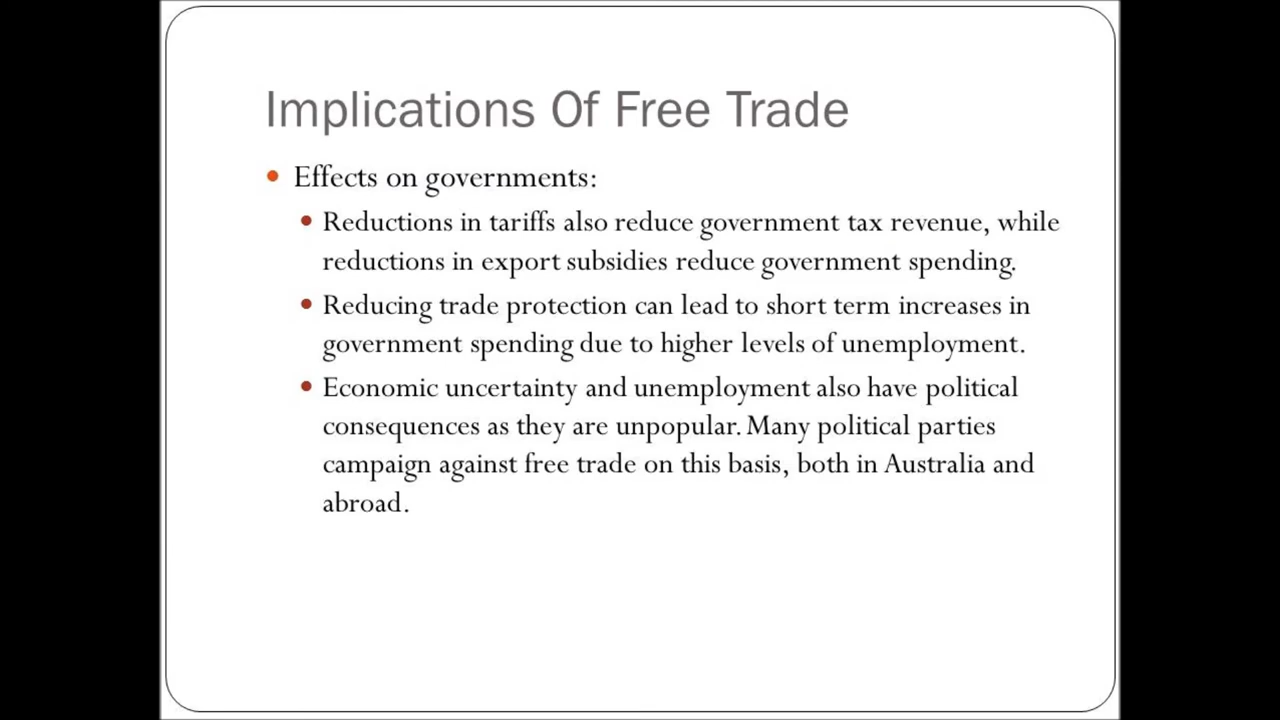 Implications Of Free Trade
• Effects on governments:
• Reductions in tariffs also reduce government tax revenue, while
reductions in export subsidies reduce government spending.
• Reducing trade protection can lead to short term increases in
government spending due to higher levels of unemployment.
• Economic uncertainty and unemployment also have political
consequences as they are unpopular. Many political parties
campaign against free trade on this basis, both in Australia and
abroad.